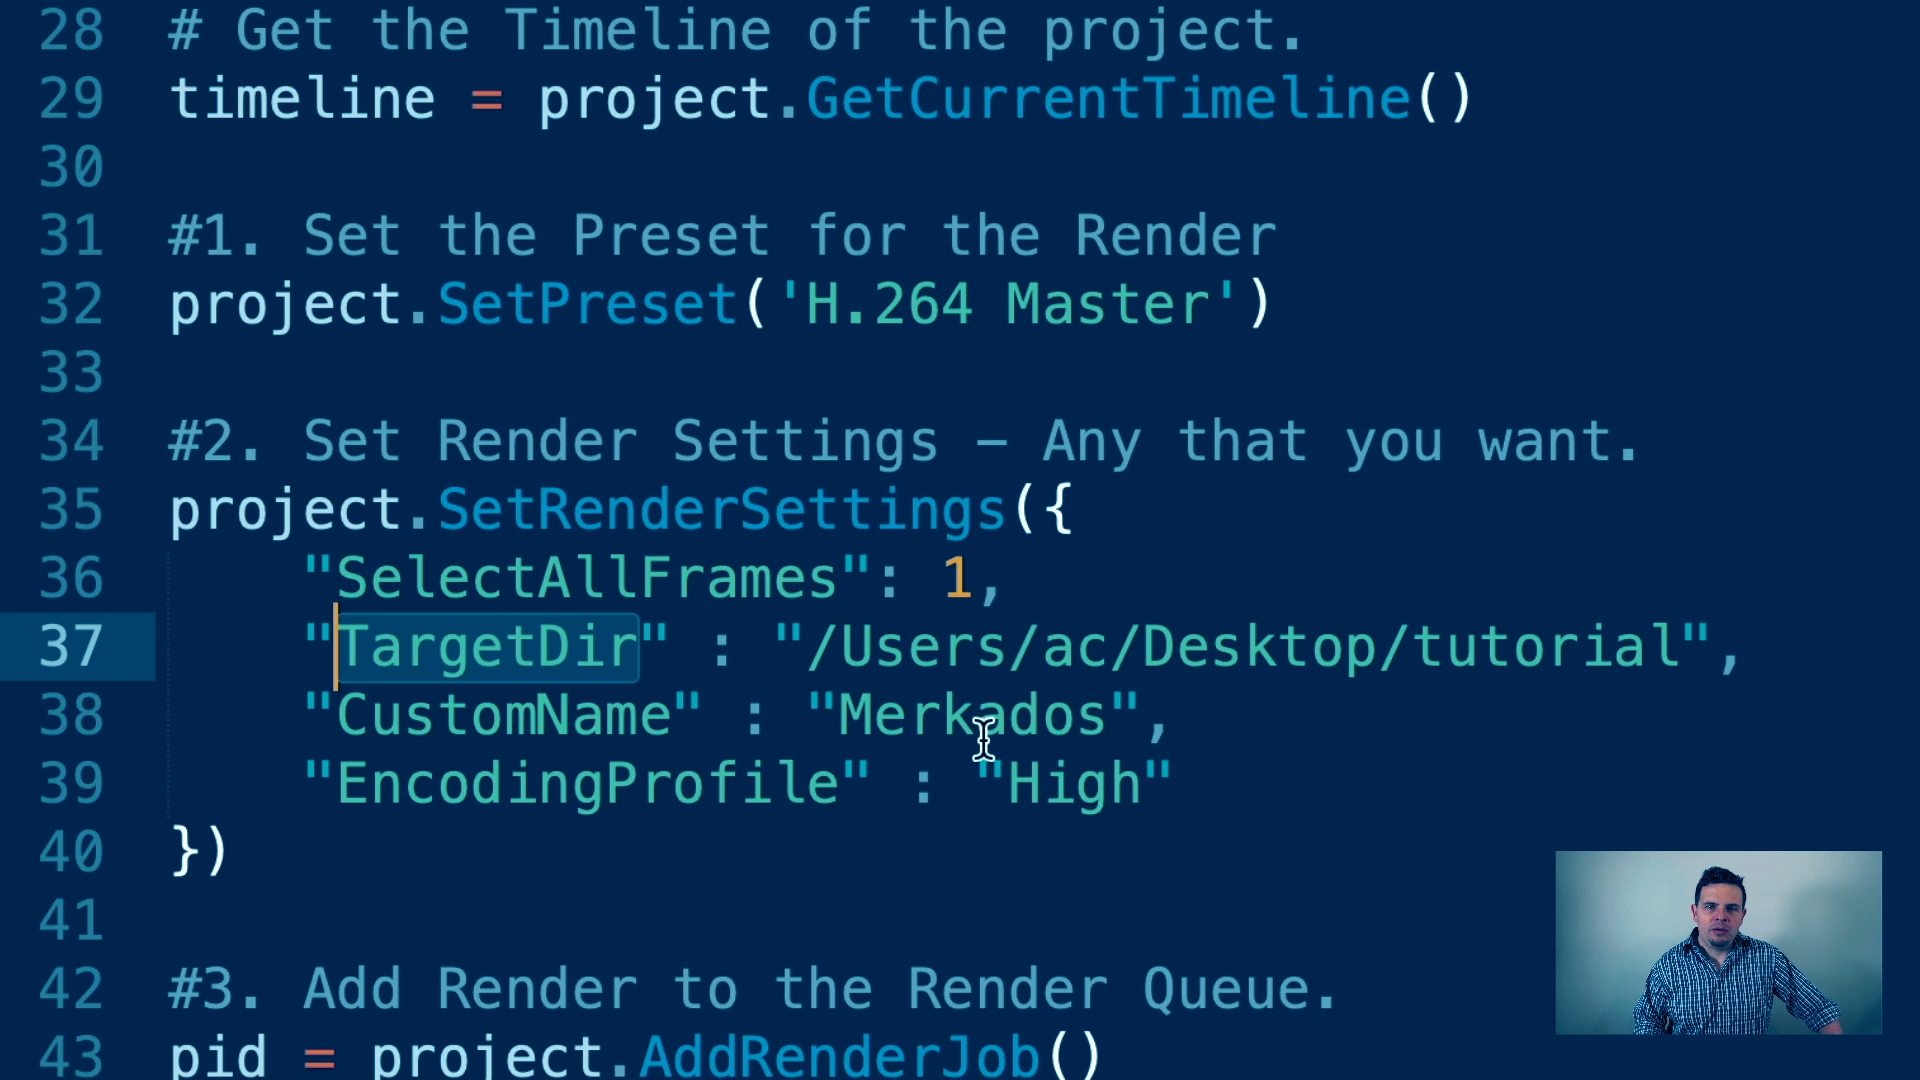 28 # Get the Timeline of the project.
29 timeline = project.GetCurrentTimeline()
30
31 #1. Set the Preset for the Render
32 project.SetPreset('H.264 Master')
33
34 #2. Set Render Settings – Any that you want.
35 project.SetRenderSettings({
36 "SelectAllFrames": 1,
37 "TargetDir" : "/Users/ac/Desktop/tutorial",
38 "CustomName" : "Merkados",
39 "EncodingProfile" : "High"
40 })
41
42 #3. Add Render to the Render Queue.
43 pid = project.AddRenderJob()